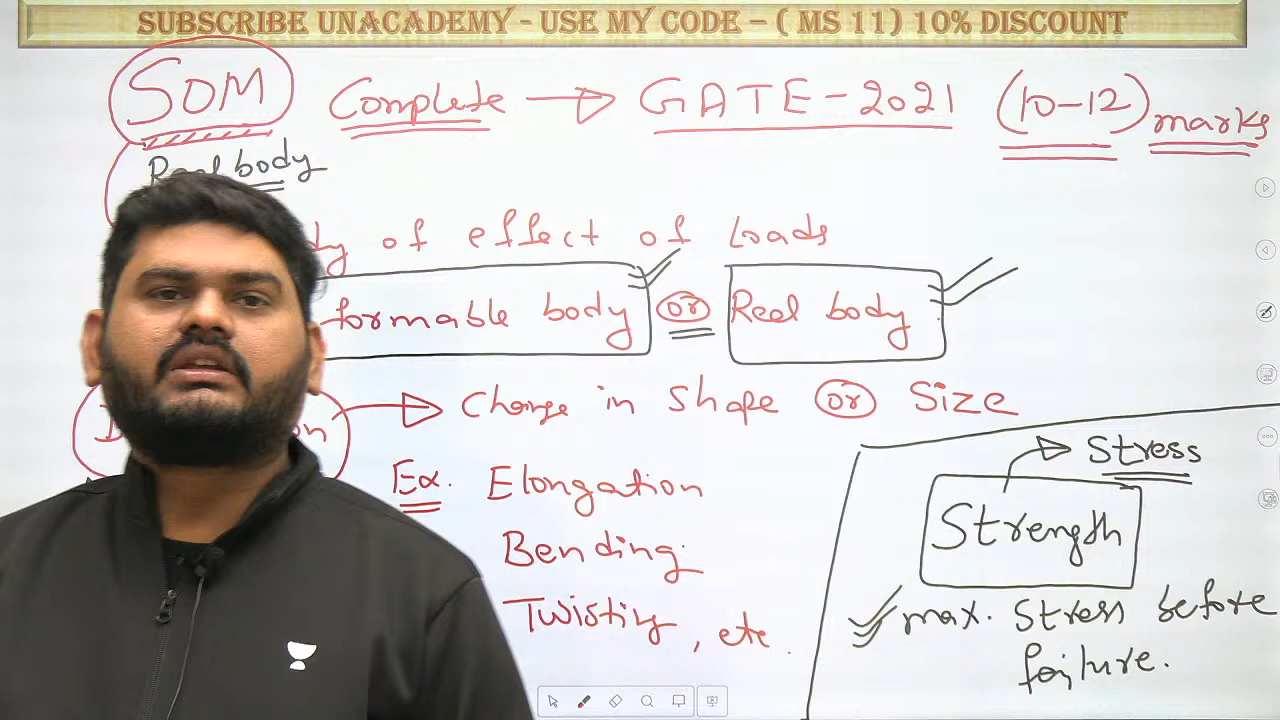 SUBSCRIBE UNACADEMY - USE MY CODE – ( MS 11) 10% DISCOUNT
SOM Complete → GATE-2021 (10-12) marks
Real body
dy of effect of Loads
formable body or Real body
→ Change in Shape or Size
Ex. Elongation
Bending
Twisting, etc.
Stress
Strength
max. Stress before
failure.